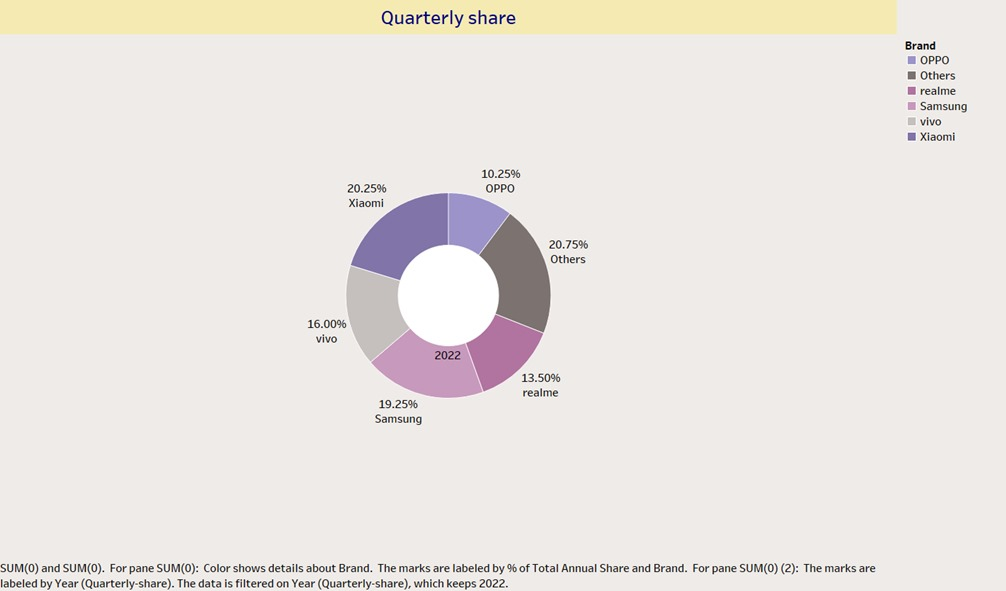 Quarterly share
Brand
OPPO
Others
realme
Samsung
vivo
Xiaomi
10.25%
OPPO
20.25%
Xiaomi
20.75%
Others
16.00%
vivo
2022
13.50%
realme
19.25%
Samsung
SUM(0) and SUM(0).  For pane SUM(0):  Color shows details about Brand.  The marks are labeled by % of Total Annual Share and Brand.  For pane SUM(0) (2):  The marks are
labeled by Year (Quarterly-share). The data is filtered on Year (Quarterly-share), which keeps 2022.